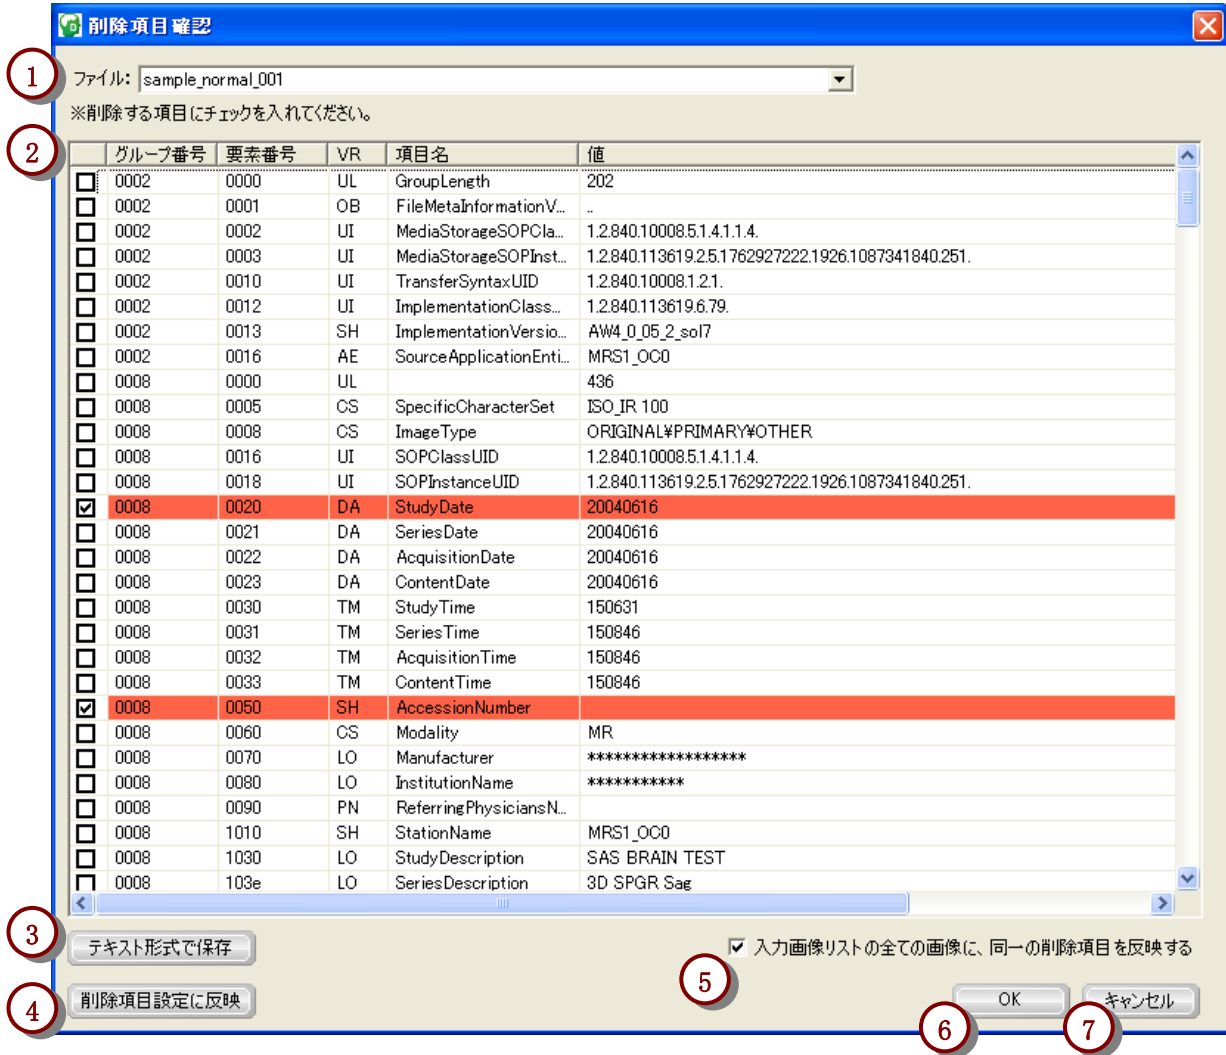 削除項目確認
1 ファイル: sample_normal_001
※削除する項目にチェックを入れてください。
2 グループ番号 要素番号 VR 項目名 値
0002 0000 UL GroupLength 202
0002 0001 OB FileMetaInformationV... ..
0002 0002 UI MediaStorageSOPCla... 1.2.840.10008.5.1.4.1.1.4.
0002 0003 UI MediaStorageSOPInst... 1.2.840.113619.2.5.1762927222.1926.1087341840.251.
0002 0010 UI TransferSyntaxUID 1.2.840.10008.1.2.1.
0002 0012 UI ImplementationClass... 1.2.840.113619.6.79.
0002 0013 SH ImplementationVersio... AW4_0_05_2_sol7
0002 0016 AE SourceApplicationEnti... MRS1_OC0
0008 0000 UL 436
0008 0005 CS SpecificCharacterSet ISO_IR 100
0008 0008 CS ImageType ORIGINAL¥PRIMARY¥OTHER
0008 0016 UI SOPClassUID 1.2.840.10008.5.1.4.1.1.4.
0008 0018 UI SOPInstanceUID 1.2.840.113619.2.5.1762927222.1926.1087341840.251.
0008 0020 DA StudyDate 20040616
0008 0021 DA SeriesDate 20040616
0008 0022 DA AcquisitionDate 20040616
0008 0023 DA ContentDate 20040616
0008 0030 TM StudyTime 150631
0008 0031 TM SeriesTime 150846
0008 0032 TM AcquisitionTime 150846
0008 0033 TM ContentTime 150846
0008 0050 SH AccessionNumber
0008 0060 CS Modality MR
0008 0070 LO Manufacturer ******************
0008 0080 LO InstitutionName ***********
0008 0090 PN ReferringPhysiciansN...
0008 1010 SH StationName MRS1_OC0
0008 1030 LO StudyDescription SAS BRAIN TEST
0008 103e LO SeriesDescription 3D SPGR Sag
3 テキスト形式で保存
入力画像リストの全ての画像に、同一の削除項目を反映する
5
4 削除項目設定に反映
OK キャンセル
6 7